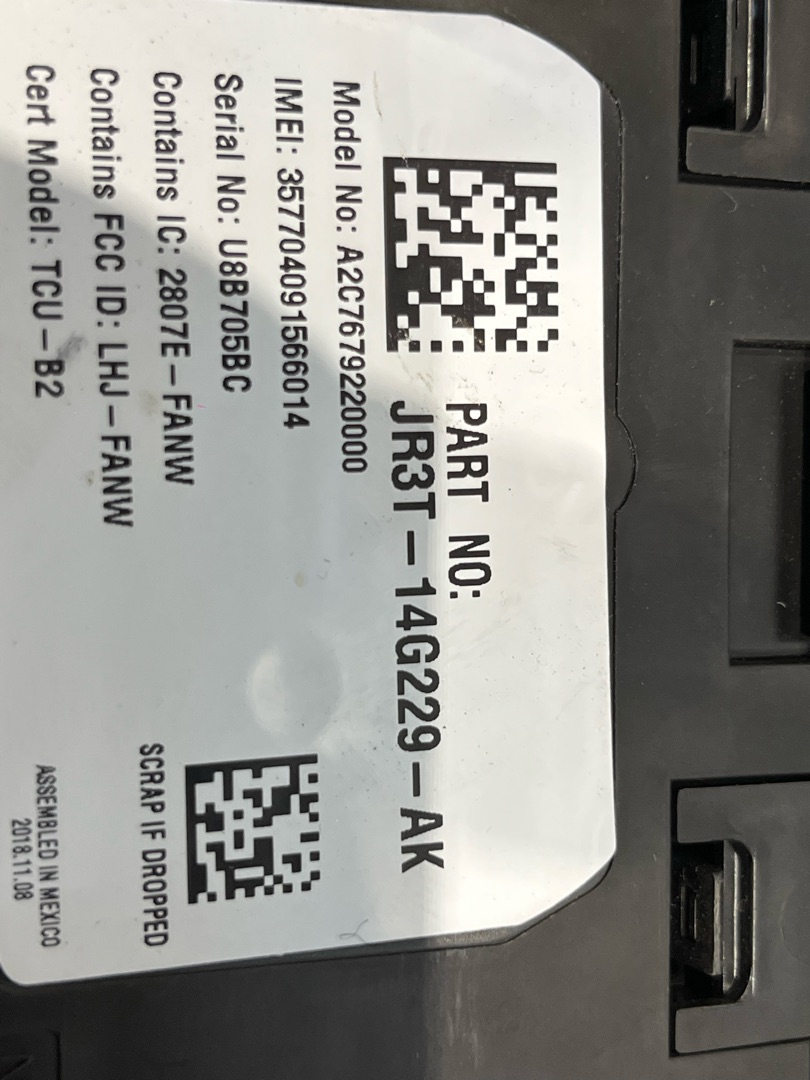 PART NO:
JR3T-14G229-AK
Model No: A2C7679220000
IMEI: 357704091566014
Serial No: U8B705BC
Contains IC: 2807E-FANW
Contains FCC ID: LHJ-FANW
Cert Model: TCU-B2
SCRAP IF DROPPED
ASSEMBLED IN MEXICO
2018.11.08